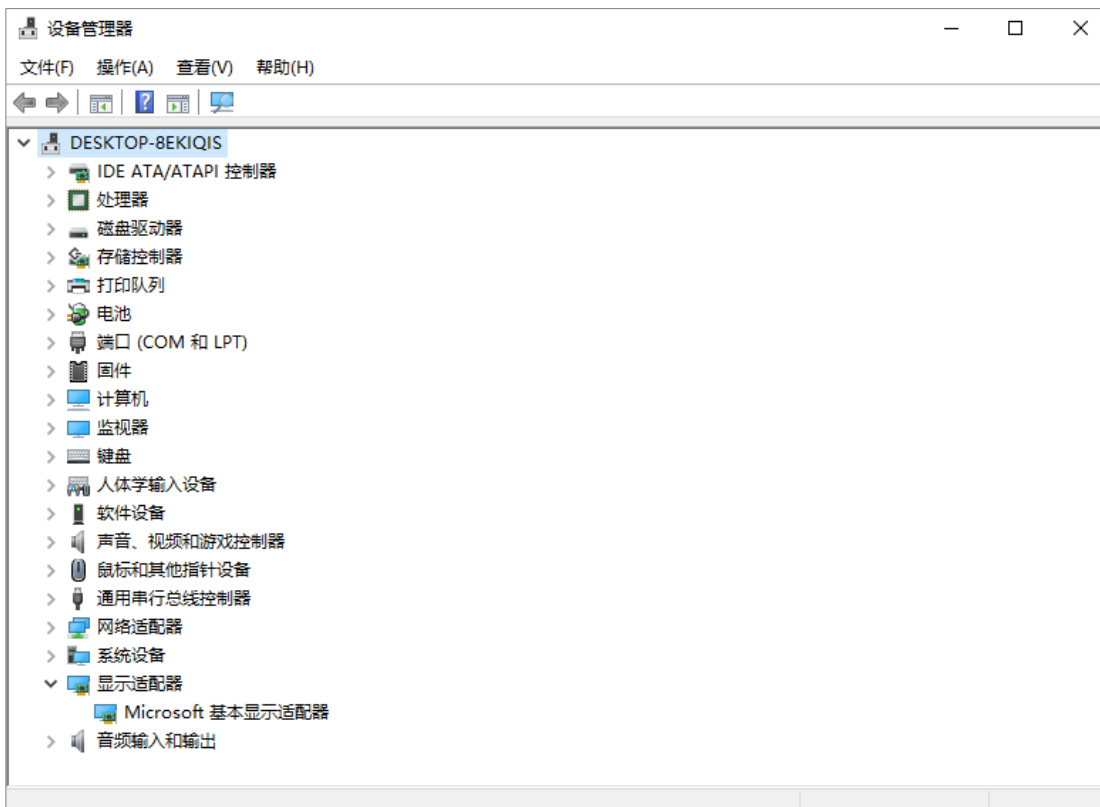 设备管理器
文件(F) 操作(A) 查看(V) 帮助(H)
DESKTOP-8EKIQIS
IDE ATA/ATAPI 控制器
处理器
磁盘驱动器
存储控制器
打印队列
电池
端口 (COM 和 LPT)
固件
计算机
监视器
键盘
人体学输入设备
软件设备
声音、视频和游戏控制器
鼠标和其他指针设备
通用串行总线控制器
网络适配器
系统设备
显示适配器
Microsoft 基本显示适配器
音频输入和输出